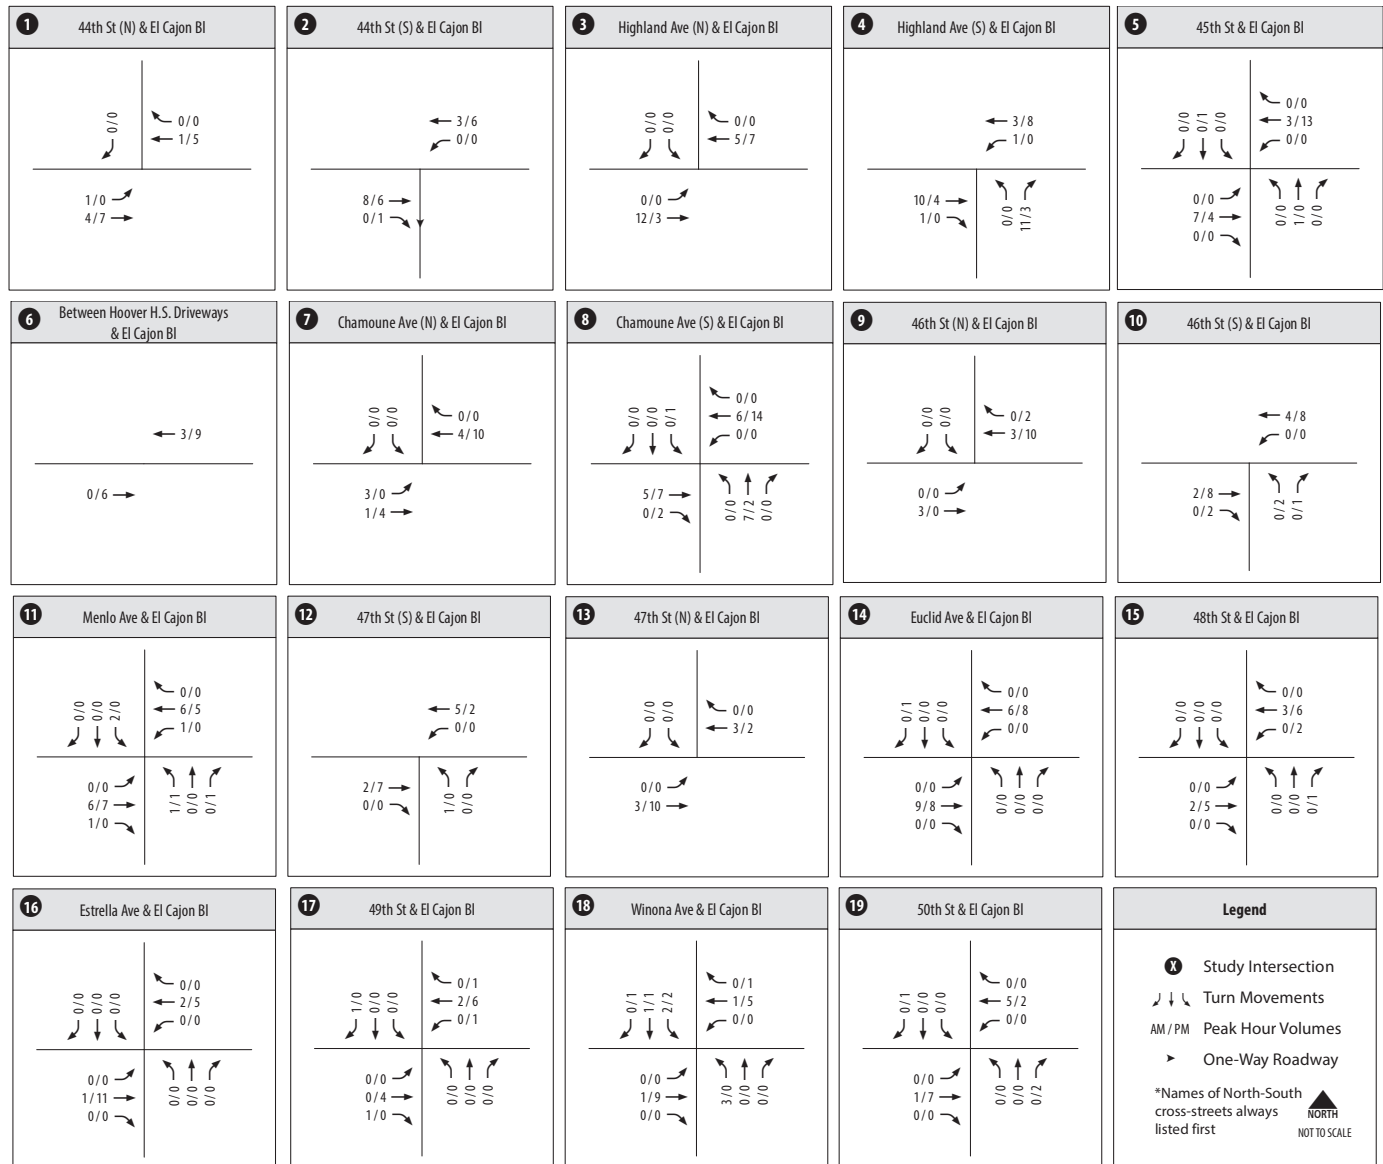 1 44th St (N) & El Cajon Bl
0/0
0/0
1/5
1/0
4/7
2 44th St (S) & El Cajon Bl
3/6
0/0
8/6
0/1
3 Highland Ave (N) & El Cajon Bl
0/0 0/0
0/0
5/7
0/0
12/3
4 Highland Ave (S) & El Cajon Bl
3/8
1/0
10/4
1/0
0/0 11/3
5 45th St & El Cajon Bl
0/0 0/1 0/0
0/0
3/13
0/0
0/0
7/4
0/0
0/0 1/0 0/0
6 Between Hoover H.S. Driveways
& El Cajon Bl
3/9
0/6
7 Chamoune Ave (N) & El Cajon Bl
0/0 0/0
0/0
4/10
3/0
1/4
8 Chamoune Ave (S) & El Cajon Bl
0/0 0/0 0/1
0/0
6/14
0/0
5/7
0/2
0/0 7/2 0/0
9 46th St (N) & El Cajon Bl
0/0 0/0
0/2
3/10
0/0
3/0
10 46th St (S) & El Cajon Bl
4/8
0/0
2/8
0/2
0/2 0/1
11 Menlo Ave & El Cajon Bl
0/0 0/0 2/0
0/0
6/5
1/0
0/0
6/7
1/0
1/1 0/0 0/1
12 47th St (S) & El Cajon Bl
5/2
0/0
2/7
0/0
1/0 0/0
13 47th St (N) & El Cajon Bl
0/0 0/0
0/0
3/2
0/0
3/10
14 Euclid Ave & El Cajon Bl
0/1 0/0 0/0
0/0
6/8
0/0
0/0
9/8
0/0
0/0 0/0 0/0
15 48th St & El Cajon Bl
0/0 0/0 0/0
0/0
3/6
0/2
0/0
2/5
0/0
0/0 0/0 0/1
16 Estrella Ave & El Cajon Bl
0/0 0/0 0/0
0/0
2/5
0/0
0/0
1/11
0/0
0/0 0/0 0/0
17 49th St & El Cajon Bl
1/0 0/0 0/0
0/1
2/6
0/1
0/0
0/4
1/0
0/0 0/0 0/0
18 Winona Ave & El Cajon Bl
0/1 1/1 2/2
0/1
1/5
0/0
0/0
1/9
0/0
3/0 0/0 0/0
19 50th St & El Cajon Bl
0/1 0/0 0/0
0/0
5/2
0/0
0/0
1/7
0/0
0/0 0/0 0/2
Legend
X Study Intersection
Turn Movements
AM / PM Peak Hour Volumes
One-Way Roadway
*Names of North-South
cross-streets always
listed first
NORTH
NOT TO SCALE